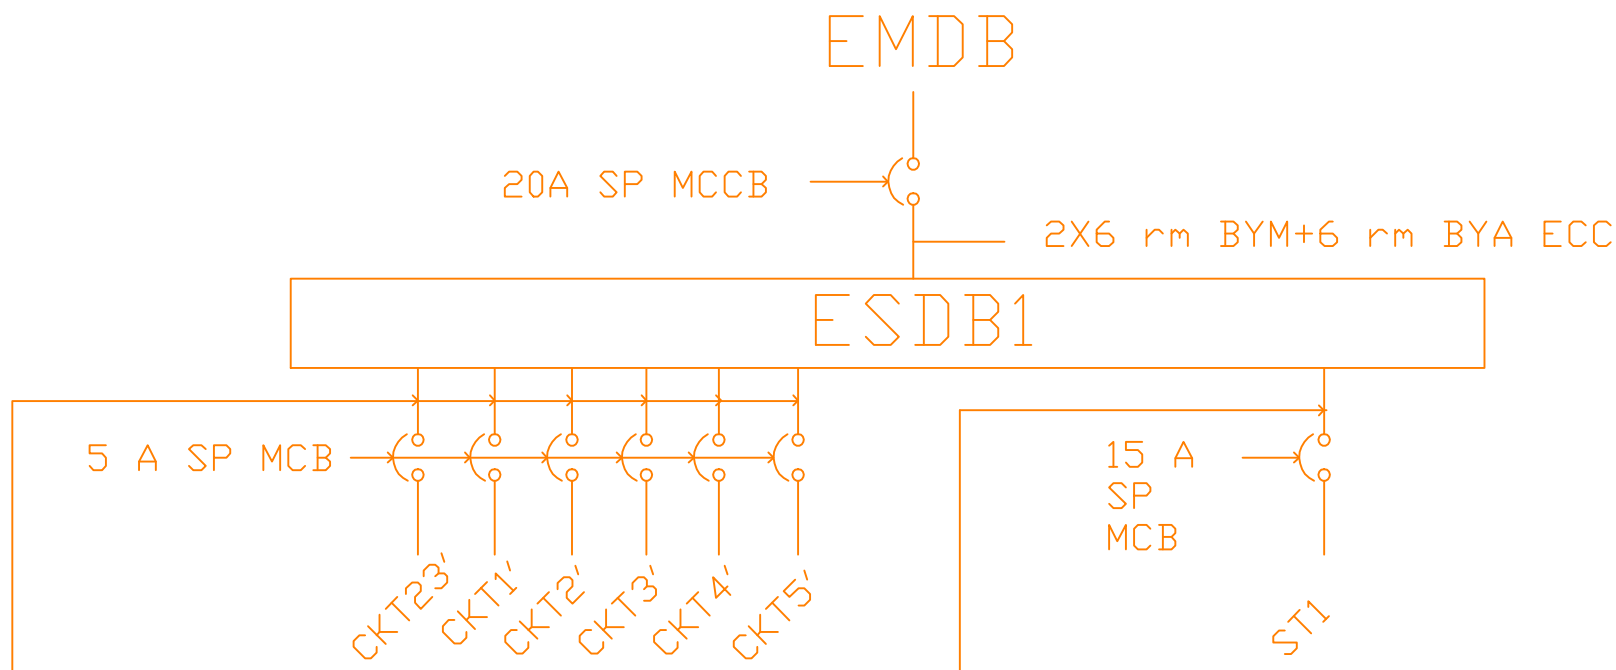 EMDB
20A SP MCCB
2X6 rm BYM+6 rm BYA ECC
ESDB1
5 A SP MCB
15 A
SP
MCB
CKT23'
CKT1'
CKT2'
CKT3'
CKT4'
CKT5'
ST1